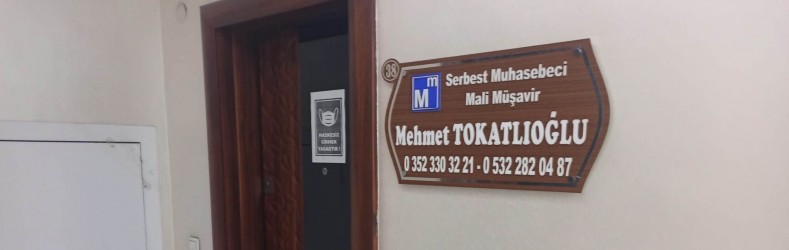 38
Mm
Serbest Muhasebeci
Mali Müşavir
Mehmet TOKATLIOĞLU
0 352 330 32 21 - 0 532 282 04 87
MASKESİZ
GİRMEK
YASAKTIR !